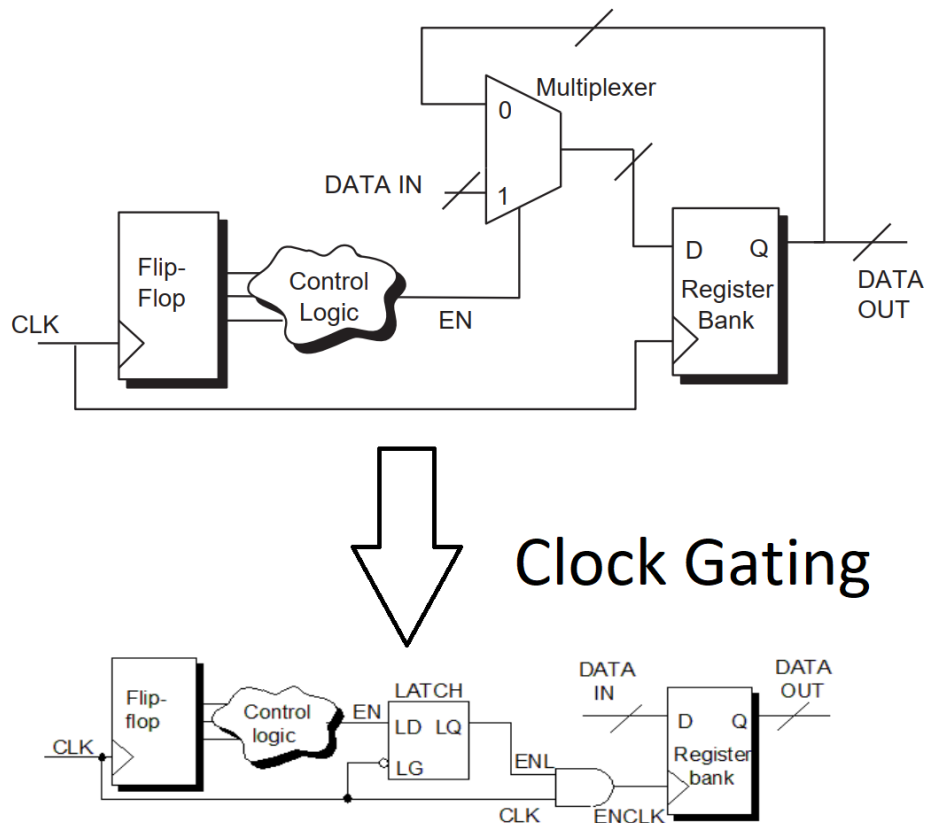 Multiplexer
0
DATA IN
1
Flip-
Flop
Control
Logic
EN
CLK
D Q
Register
Bank
DATA
OUT
Clock Gating
Flip-
flop
Control
logic
CLK
EN
LATCH
LD LQ
LG
ENL
CLK
ENCLK
DATA
IN
DATA
OUT
D Q
Register
bank